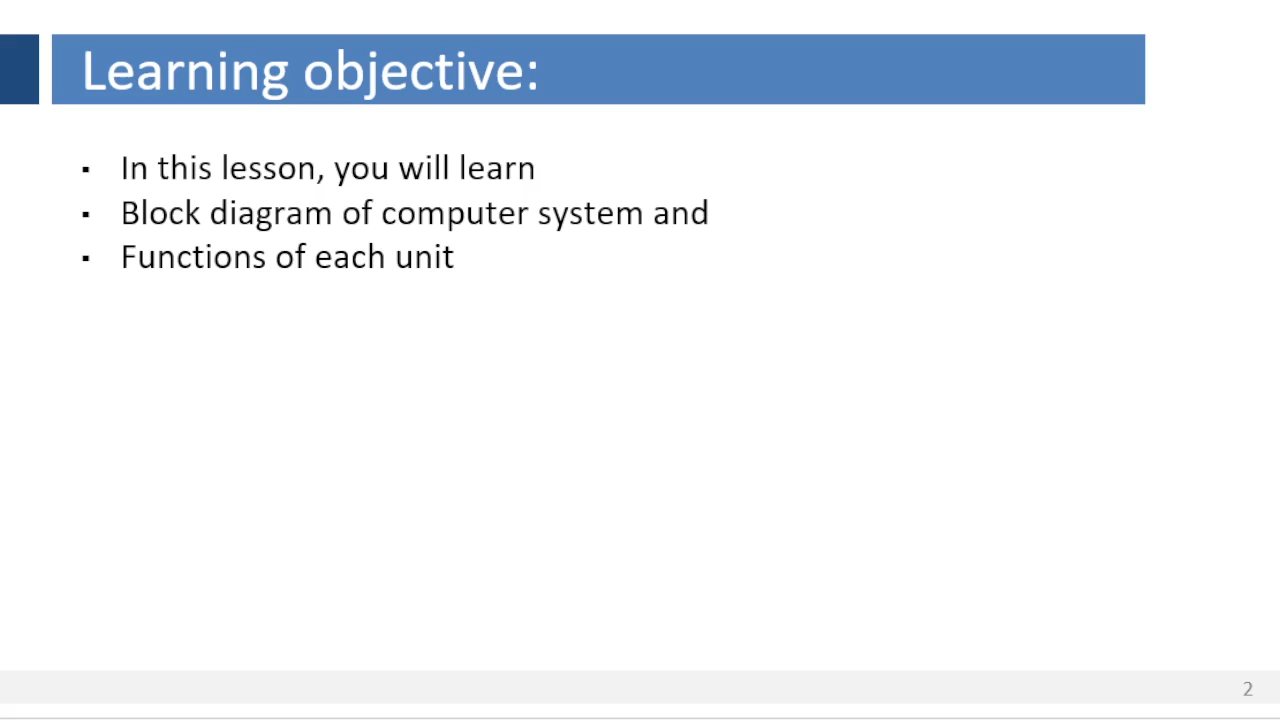 Learning objective:
▪ In this lesson, you will learn
▪ Block diagram of computer system and
▪ Functions of each unit
2